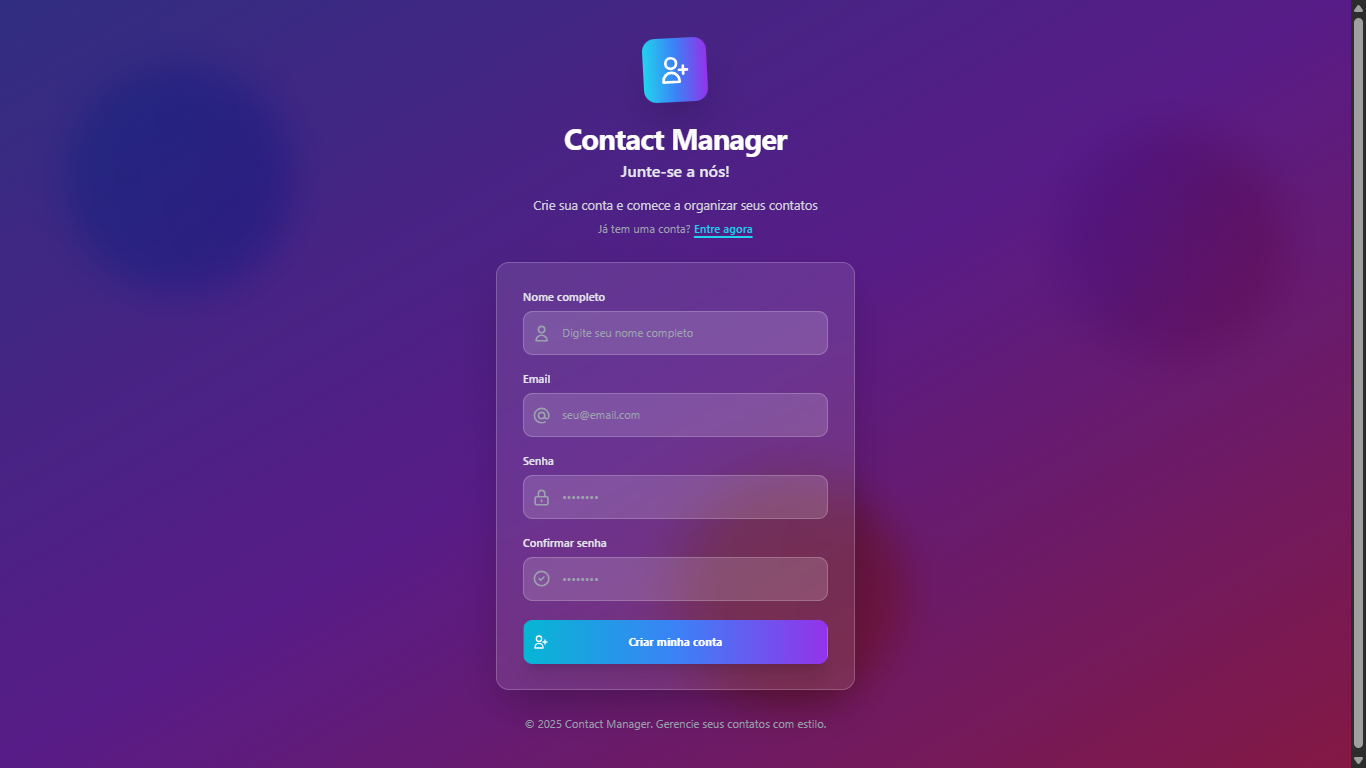 Contact Manager
Junte-se a nós!
Crie sua conta e comece a organizar seus contatos
Já tem uma conta? Entre agora
Nome completo
Digite seu nome completo
Email
seu@email.com
Senha
••••••••
Confirmar senha
••••••••
Criar minha conta
© 2025 Contact Manager. Gerencie seus contatos com estilo.